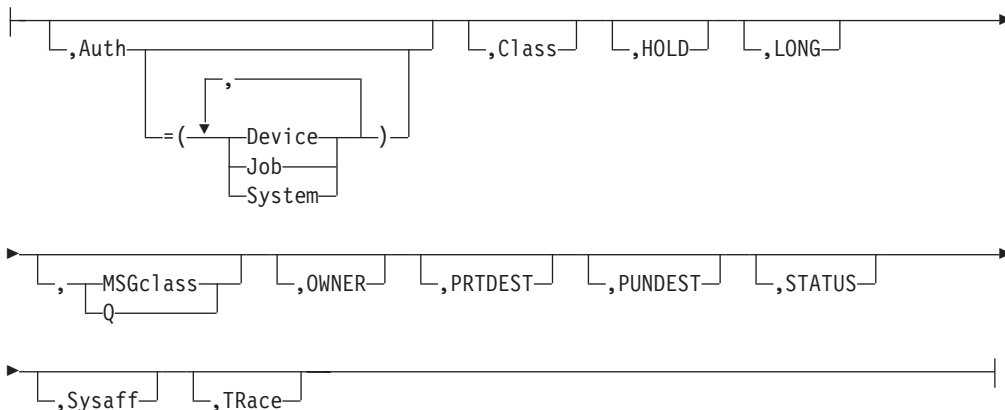 ,Auth ,Class ,HOLD ,LONG
,
=( Device )
Job
System
, MSGclass ,OWNER ,PRTDEST ,PUNDEST ,STATUS
Q
,Sysaff ,TRace